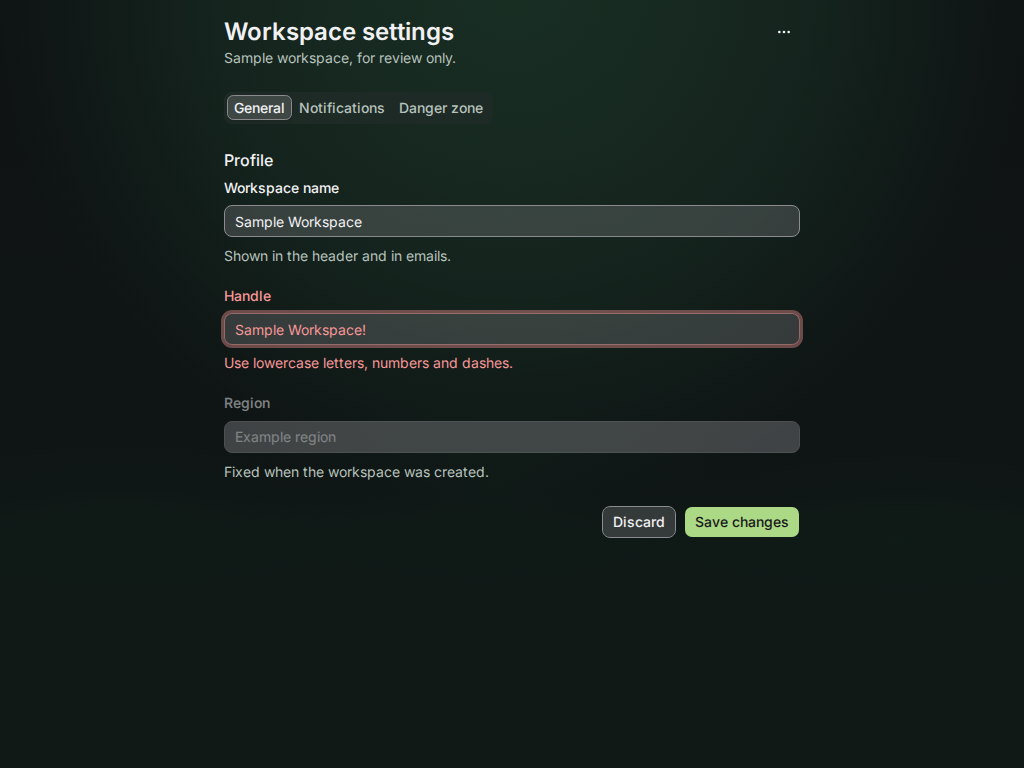 Workspace settings
Sample workspace, for review only.
General Notifications Danger zone
Profile
Workspace name
Sample Workspace
Shown in the header and in emails.
Handle
Sample Workspace!
Use lowercase letters, numbers and dashes.
Region
Example region
Fixed when the workspace was created.
Discard Save changes